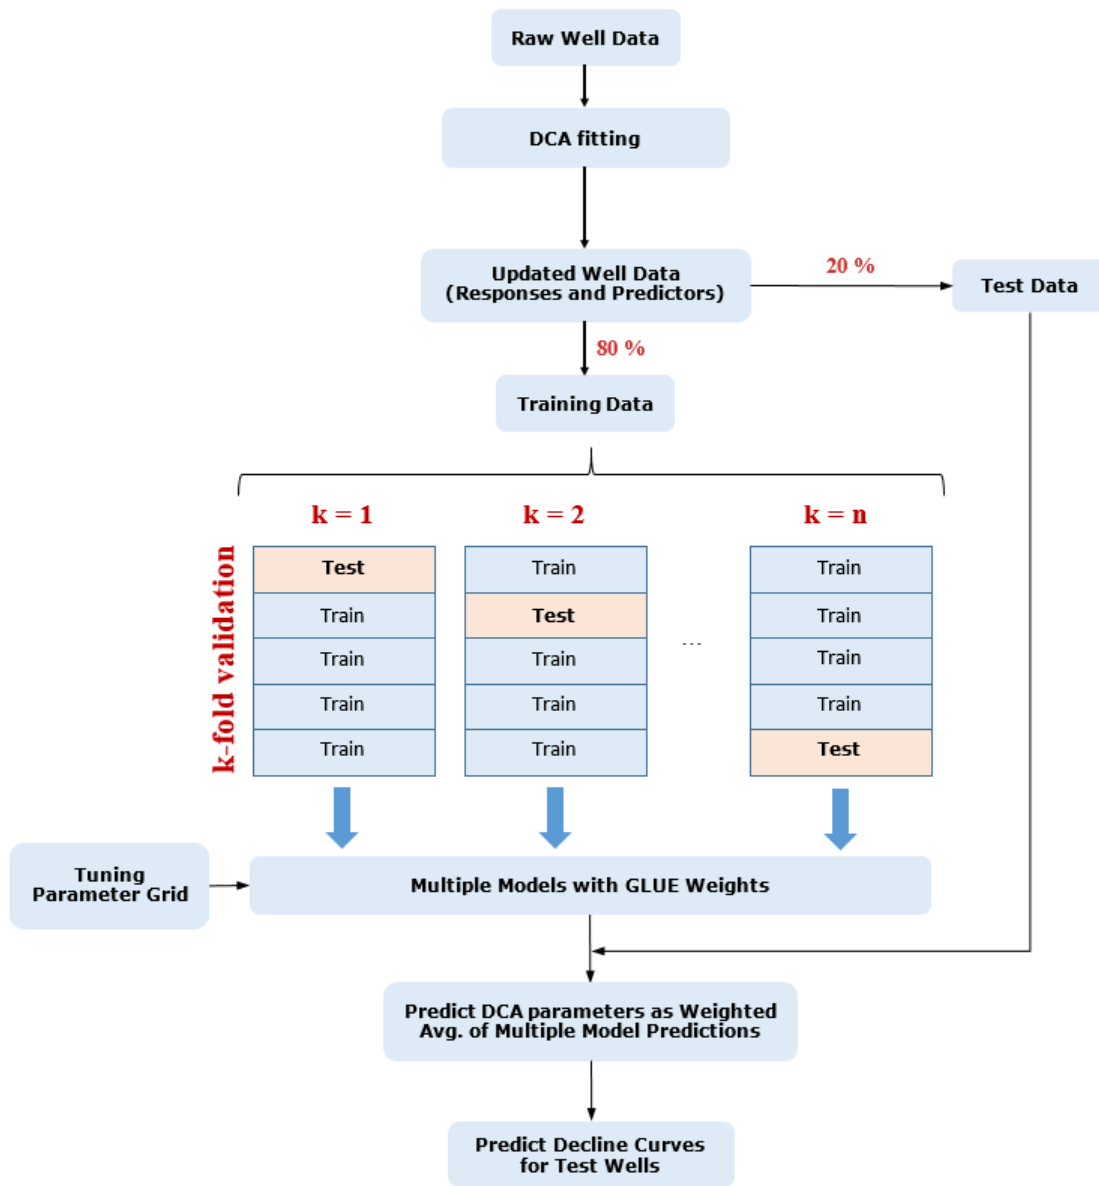 Raw Well Data
DCA fitting
Updated Well Data
(Responses and Predictors)
20 %
Test Data
80 %
Training Data
k = 1
k = 2
k = n
k-fold validation
Test
Train
Train
Train
Train
Train
Test
Train
Train
Train
...
Train
Train
Train
Train
Test
Tuning
Parameter Grid
Multiple Models with GLUE Weights
Predict DCA parameters as Weighted
Avg. of Multiple Model Predictions
Predict Decline Curves
for Test Wells